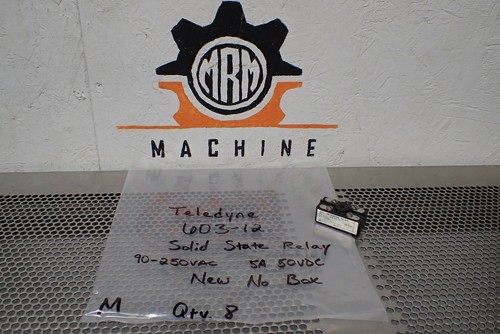 MRM
MACHINE
Teledyne
603-12
Solid State Relay
90-250VAC 5A 50VDC
New No Box
M Qty. 8